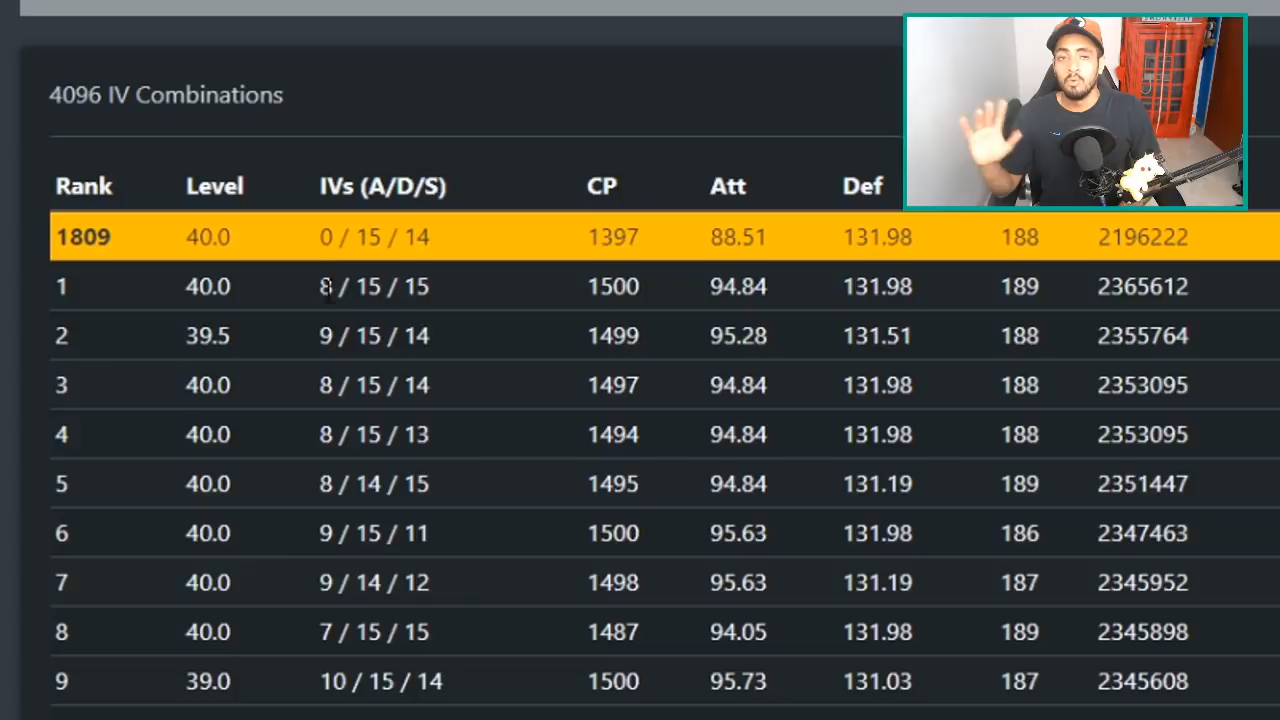 4096 IV Combinations
Rank Level IVs (A/D/S) CP Att Def
1809 40.0 0 / 15 / 14 1397 88.51 131.98 188 2196222
1 40.0 8 / 15 / 15 1500 94.84 131.98 189 2365612
2 39.5 9 / 15 / 14 1499 95.28 131.51 188 2355764
3 40.0 8 / 15 / 14 1497 94.84 131.98 188 2353095
4 40.0 8 / 15 / 13 1494 94.84 131.98 188 2353095
5 40.0 8 / 14 / 15 1495 94.84 131.19 189 2351447
6 40.0 9 / 15 / 11 1500 95.63 131.98 186 2347463
7 40.0 9 / 14 / 12 1498 95.63 131.19 187 2345952
8 40.0 7 / 15 / 15 1487 94.05 131.98 189 2345898
9 39.0 10 / 15 / 14 1500 95.73 131.03 187 2345608